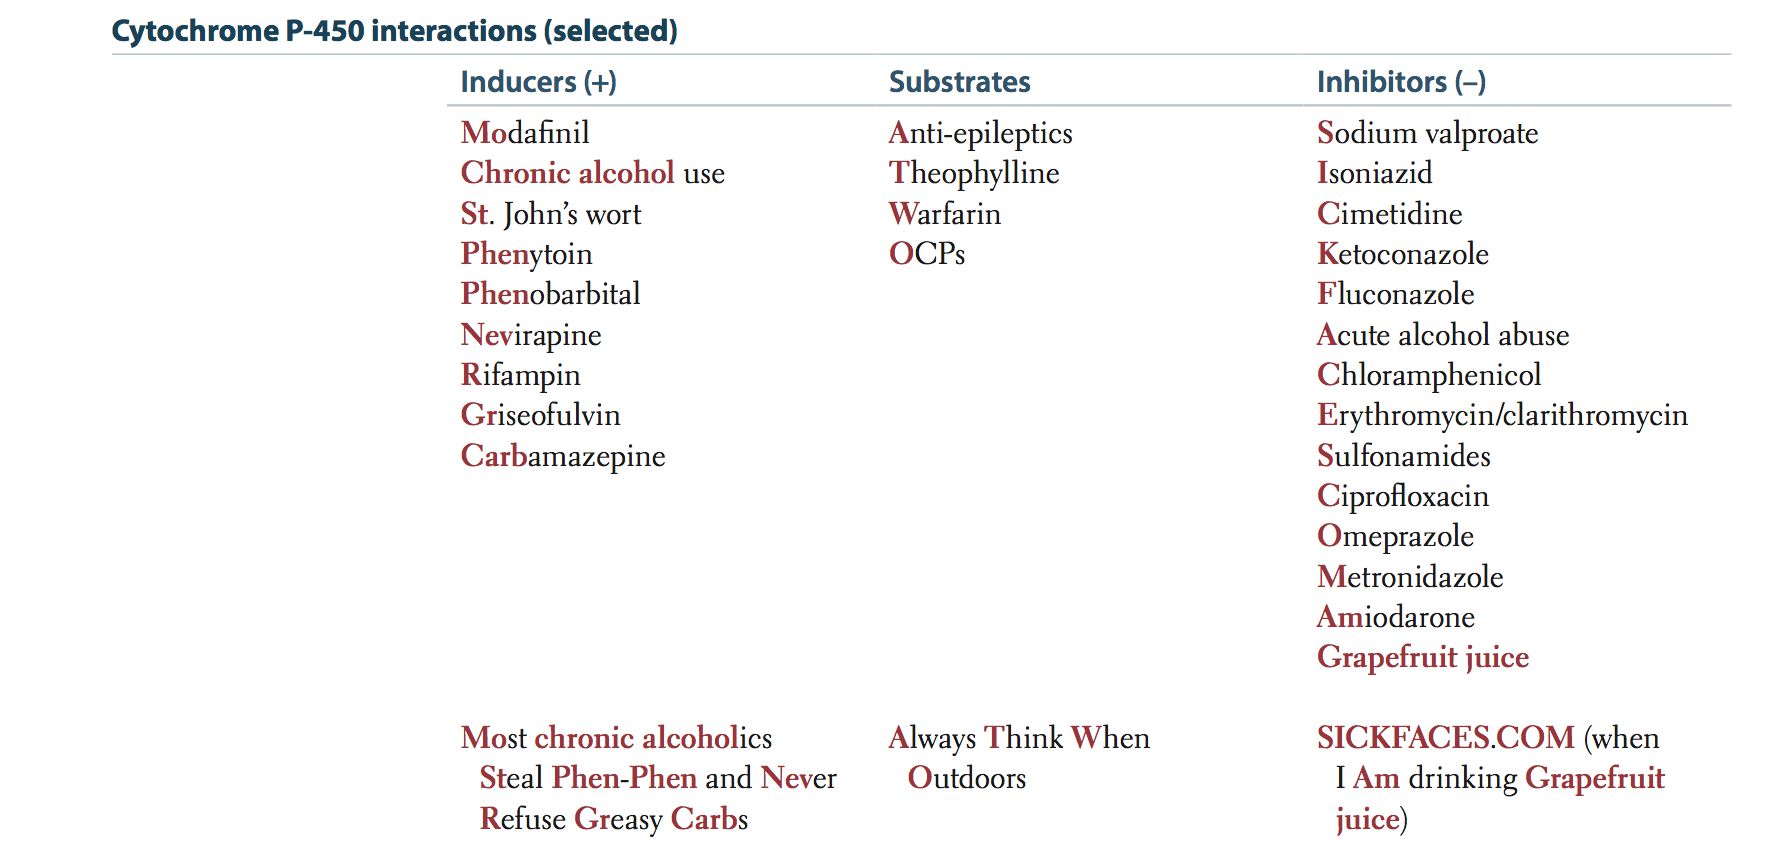 Cytochrome P-450 interactions (selected)
Inducers (+)
Modafinil
Chronic alcohol use
St. John’s wort
Phenytoin
Phenobarbital
Nevirapine
Rifampin
Griseofulvin
Carbamazepine
Most chronic alcoholics
Steal Phen-Phen and Never
Refuse Greasy Carbs
Substrates
Anti-epileptics
Theophylline
Warfarin
OCPs
Always Think When
Outdoors
Inhibitors (–)
Sodium valproate
Isoniazid
Cimetidine
Ketoconazole
Fluconazole
Acute alcohol abuse
Chloramphenicol
Erythromycin/clarithromycin
Sulfonamides
Ciprofloxacin
Omeprazole
Metronidazole
Amiodarone
Grapefruit juice
SICKFACES.COM (when
I Am drinking Grapefruit
juice)